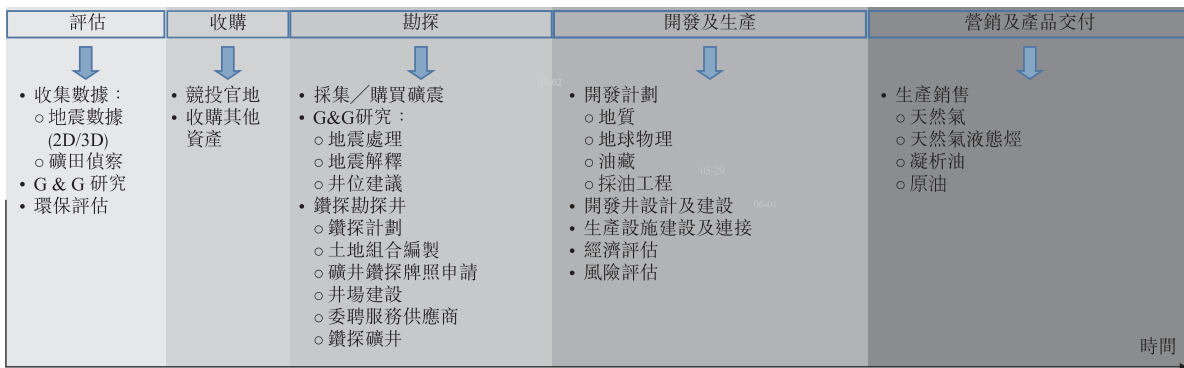 評估
收集數據：
地震數據
(2D/3D)
礦田偵察
G & G 研究
環保評估
收購
競投官地
收購其他
資產
勘探
採集／購買礦震
G&G研究：
地震處理
地震解釋
井位建議
鑽探勘探井
鑽探計劃
土地組合編製
礦井鑽探牌照申請
井場建設
委聘服務供應商
鑽探礦井
開發及生產
開發計劃
地質
地球物理
油藏
採油工程
開發井設計及建設
生產設施建設及連接
經濟評估
風險評估
營銷及產品交付
生產銷售
天然氣
天然氣液態烴
凝析油
原油
時間
05-02
05-29
06-01